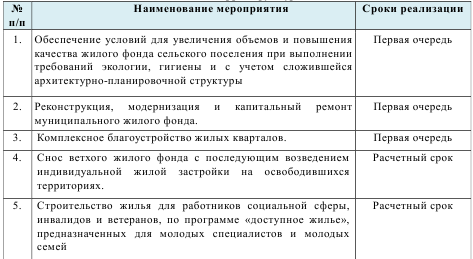 № Наименование мероприятия Сроки реализации
п/п
1. Обеспечение условий для увеличения объемов и повышения Первая очередь
качества жилого фонда сельского поселения при выполнении
требований экологии, гигиены и с учетом сложившейся
архитектурно-планировочной структуры
2. Реконструкция, модернизация и капитальный ремонт Первая очередь
муниципального жилого фонда.
3. Комплексное благоустройство жилых кварталов. Первая очередь
4. Снос ветхого жилого фонда с последующим возведением Расчетный срок
индивидуальной жилой застройки на освободившихся
территориях.
5. Строительство жилья для работников социальной сферы, Расчетный срок
инвалидов и ветеранов, по программе «доступное жилье»,
предназначенных для молодых специалистов и молодых
семей